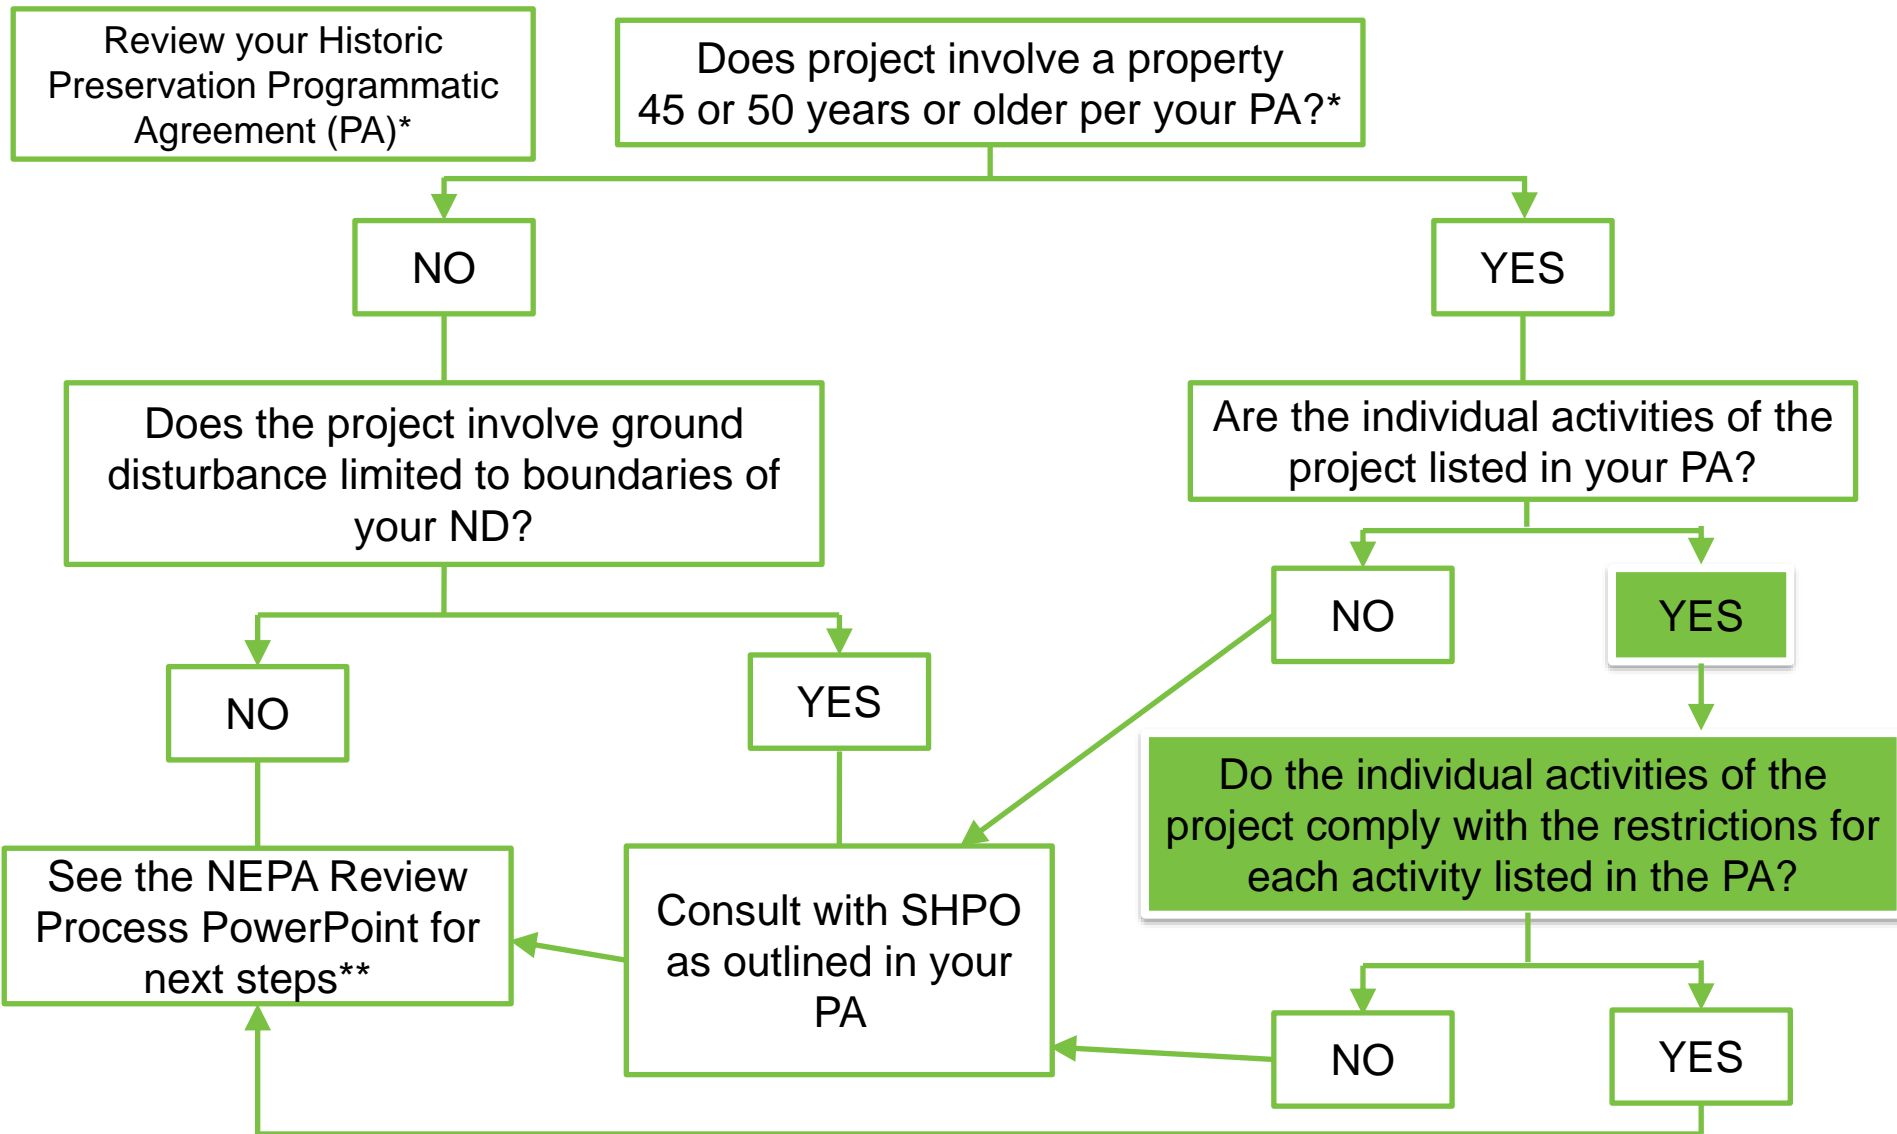 Review your Historic
Preservation Programmatic
Agreement (PA)*
Does project involve a property
45 or 50 years or older per your PA?*
NO
YES
Does the project involve ground
disturbance limited to boundaries of
your ND?
Are the individual activities of the
project listed in your PA?
NO
YES
NO
YES
Do the individual activities of the
project comply with the restrictions for
each activity listed in the PA?
See the NEPA Review
Process PowerPoint for
next steps**
Consult with SHPO
as outlined in your
PA
NO
YES